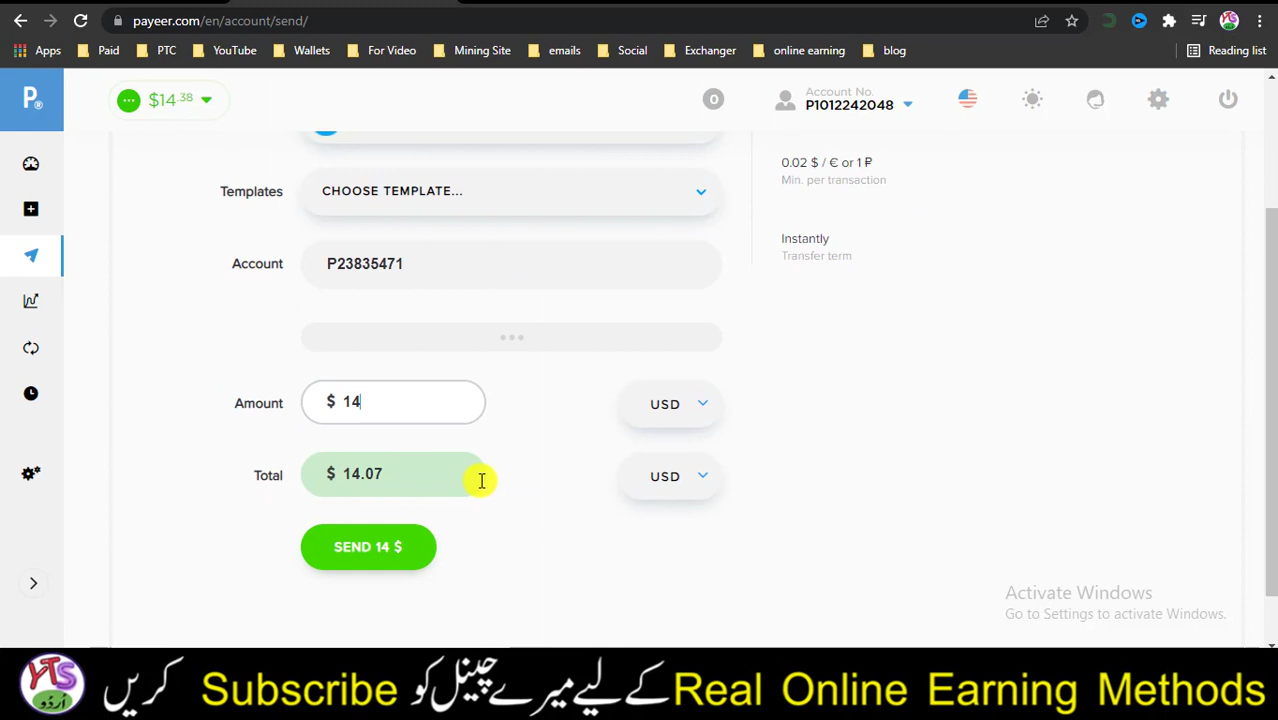 payeer.com/en/account/send/
Apps Paid PTC YouTube Wallets For Video Mining Site emails Social Exchanger online earning blog Reading list
P®
$14.38
0
Account No.
P1012242048
0.02 $ / € or 1 ₽
Min. per transaction
Templates CHOOSE TEMPLATE...
Instantly
Transfer term
Account P23835471
Amount $ 14 USD
Total $ 14.07 USD
SEND 14 $
Activate Windows
Go to Settings to activate Windows.
YTS
اُردُو
Real Online Earning Methods کے لیے میرے چینل کو Subscribe کریں